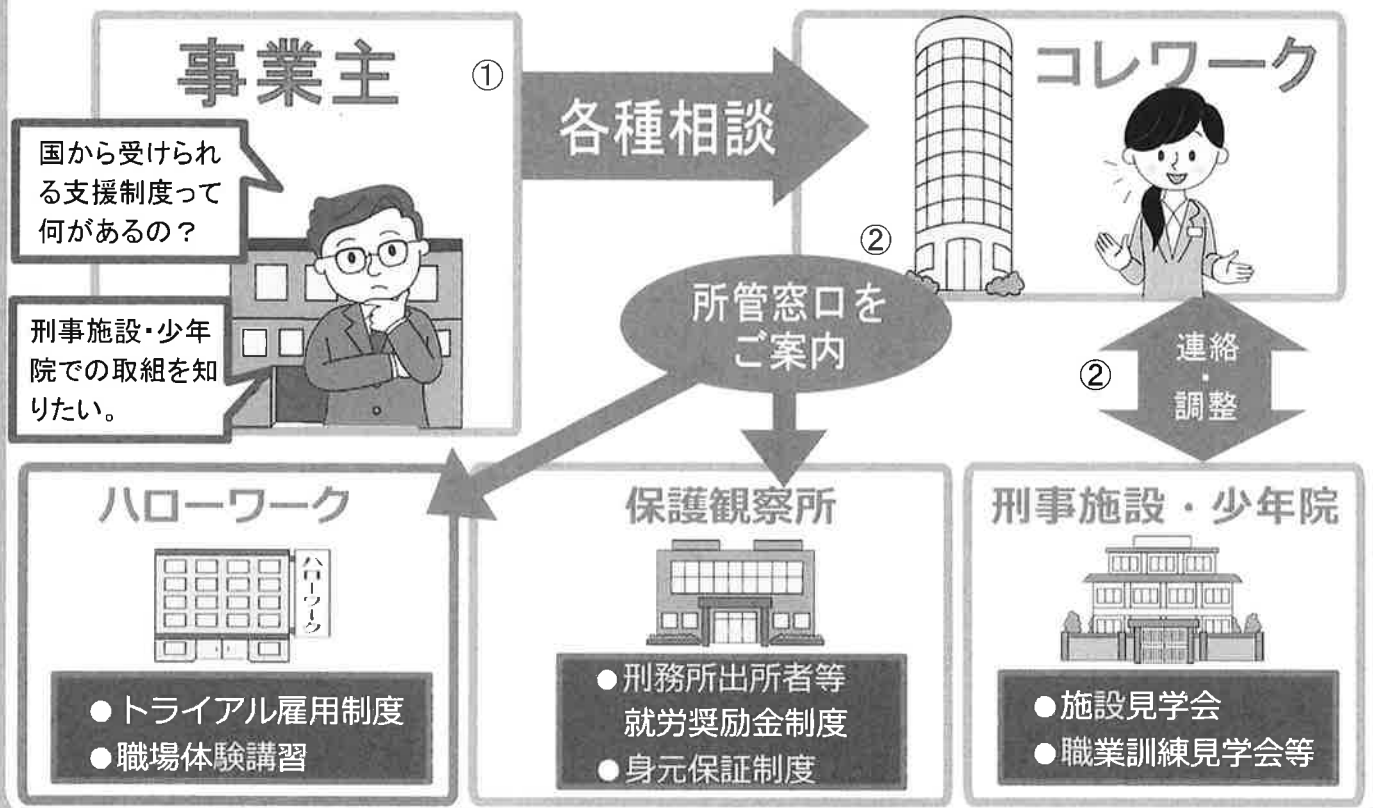 事業主
①
各種相談
コレワーク
国から受けられ
る支援制度って
何があるの？
刑事施設・少年
院での取組を知
りたい。
②
所管窓口を
ご案内
②
連絡
・
調整
ハローワーク
ハローワーク
●トライアル雇用制度
●職場体験講習
保護観察所
●刑務所出所者等
就労奨励金制度
●身元保証制度
刑事施設・少年院
●施設見学会
●職業訓練見学会等